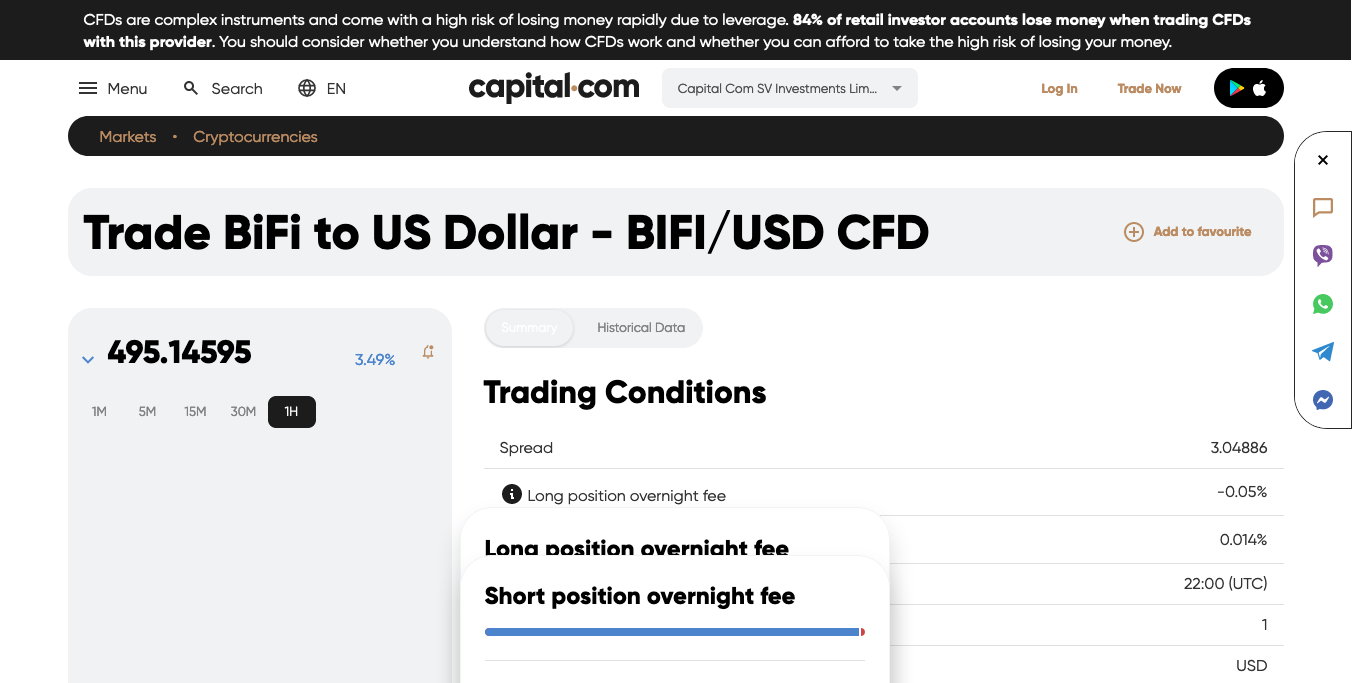 CFDs are complex instruments and come with a high risk of losing money rapidly due to leverage. 84% of retail investor accounts lose money when trading CFDs
with this provider. You should consider whether you understand how CFDs work and whether you can afford to take the high risk of losing your money.
Menu Search EN capital.com Capital Com SV Investments Lim... Log In Trade Now
Markets • Cryptocurrencies
Trade BiFi to US Dollar - BIFI/USD CFD Add to favourite
495.14595 3.49%
1M 5M 15M 30M 1H
Summary Historical Data
Trading Conditions
Spread 3.04886
Long position overnight fee -0.05%
Long position overnight fee
0.014%
Short position overnight fee
22:00 (UTC)
1
USD